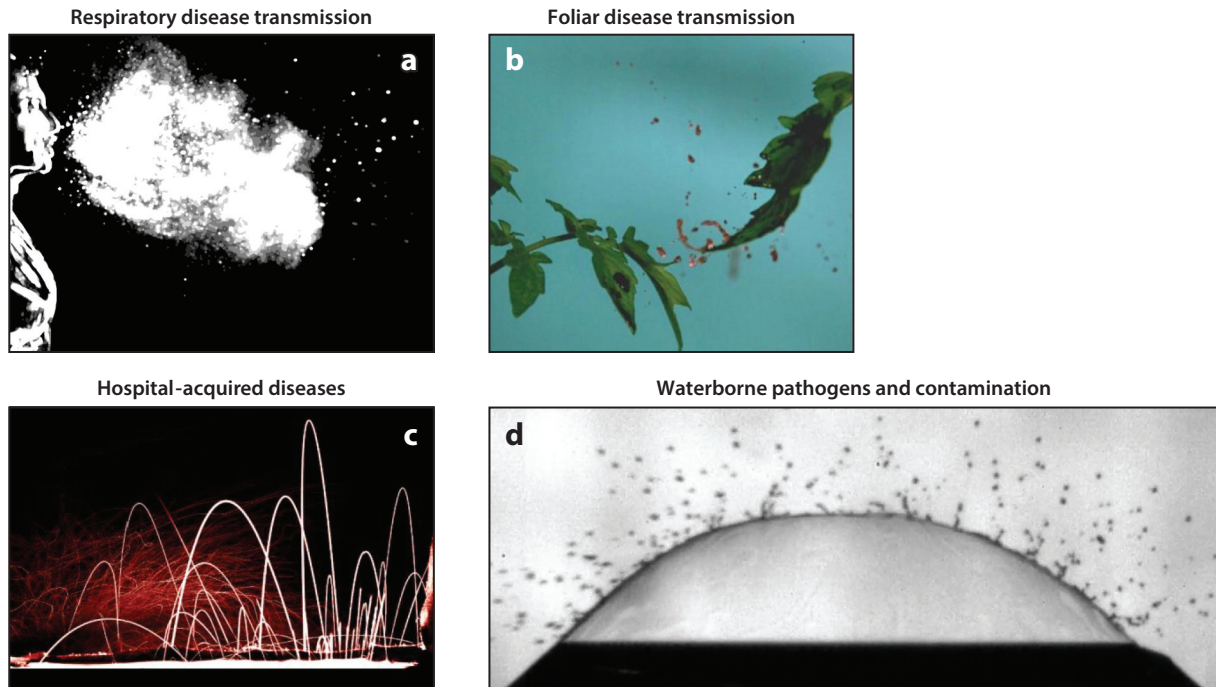 Respiratory disease transmission
a
Foliar disease transmission
b
Hospital-acquired diseases
c
Waterborne pathogens and contamination
d